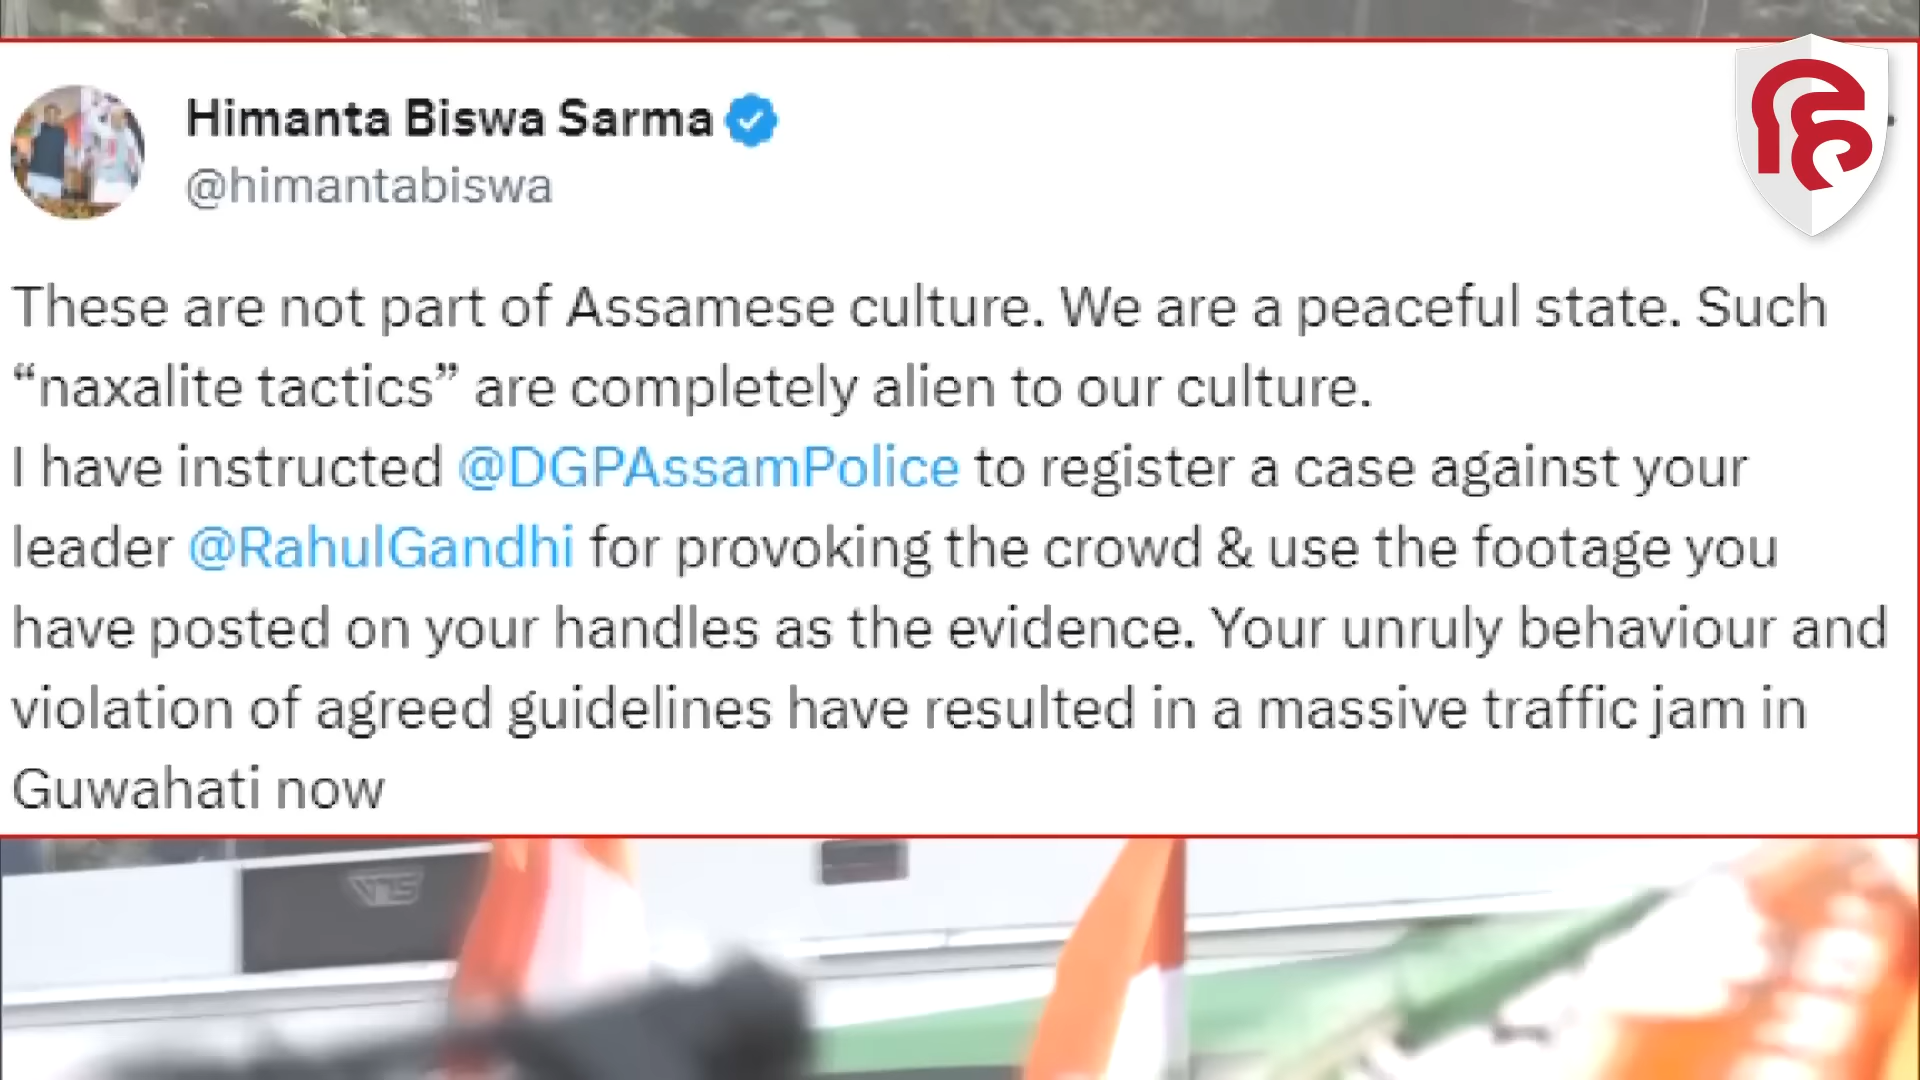 Himanta Biswa Sarma
@himantabiswa
These are not part of Assamese culture. We are a peaceful state. Such
“naxalite tactics” are completely alien to our culture.
I have instructed @DGPAssamPolice to register a case against your
leader @RahulGandhi for provoking the crowd & use the footage you
have posted on your handles as the evidence. Your unruly behaviour and
violation of agreed guidelines have resulted in a massive traffic jam in
Guwahati now